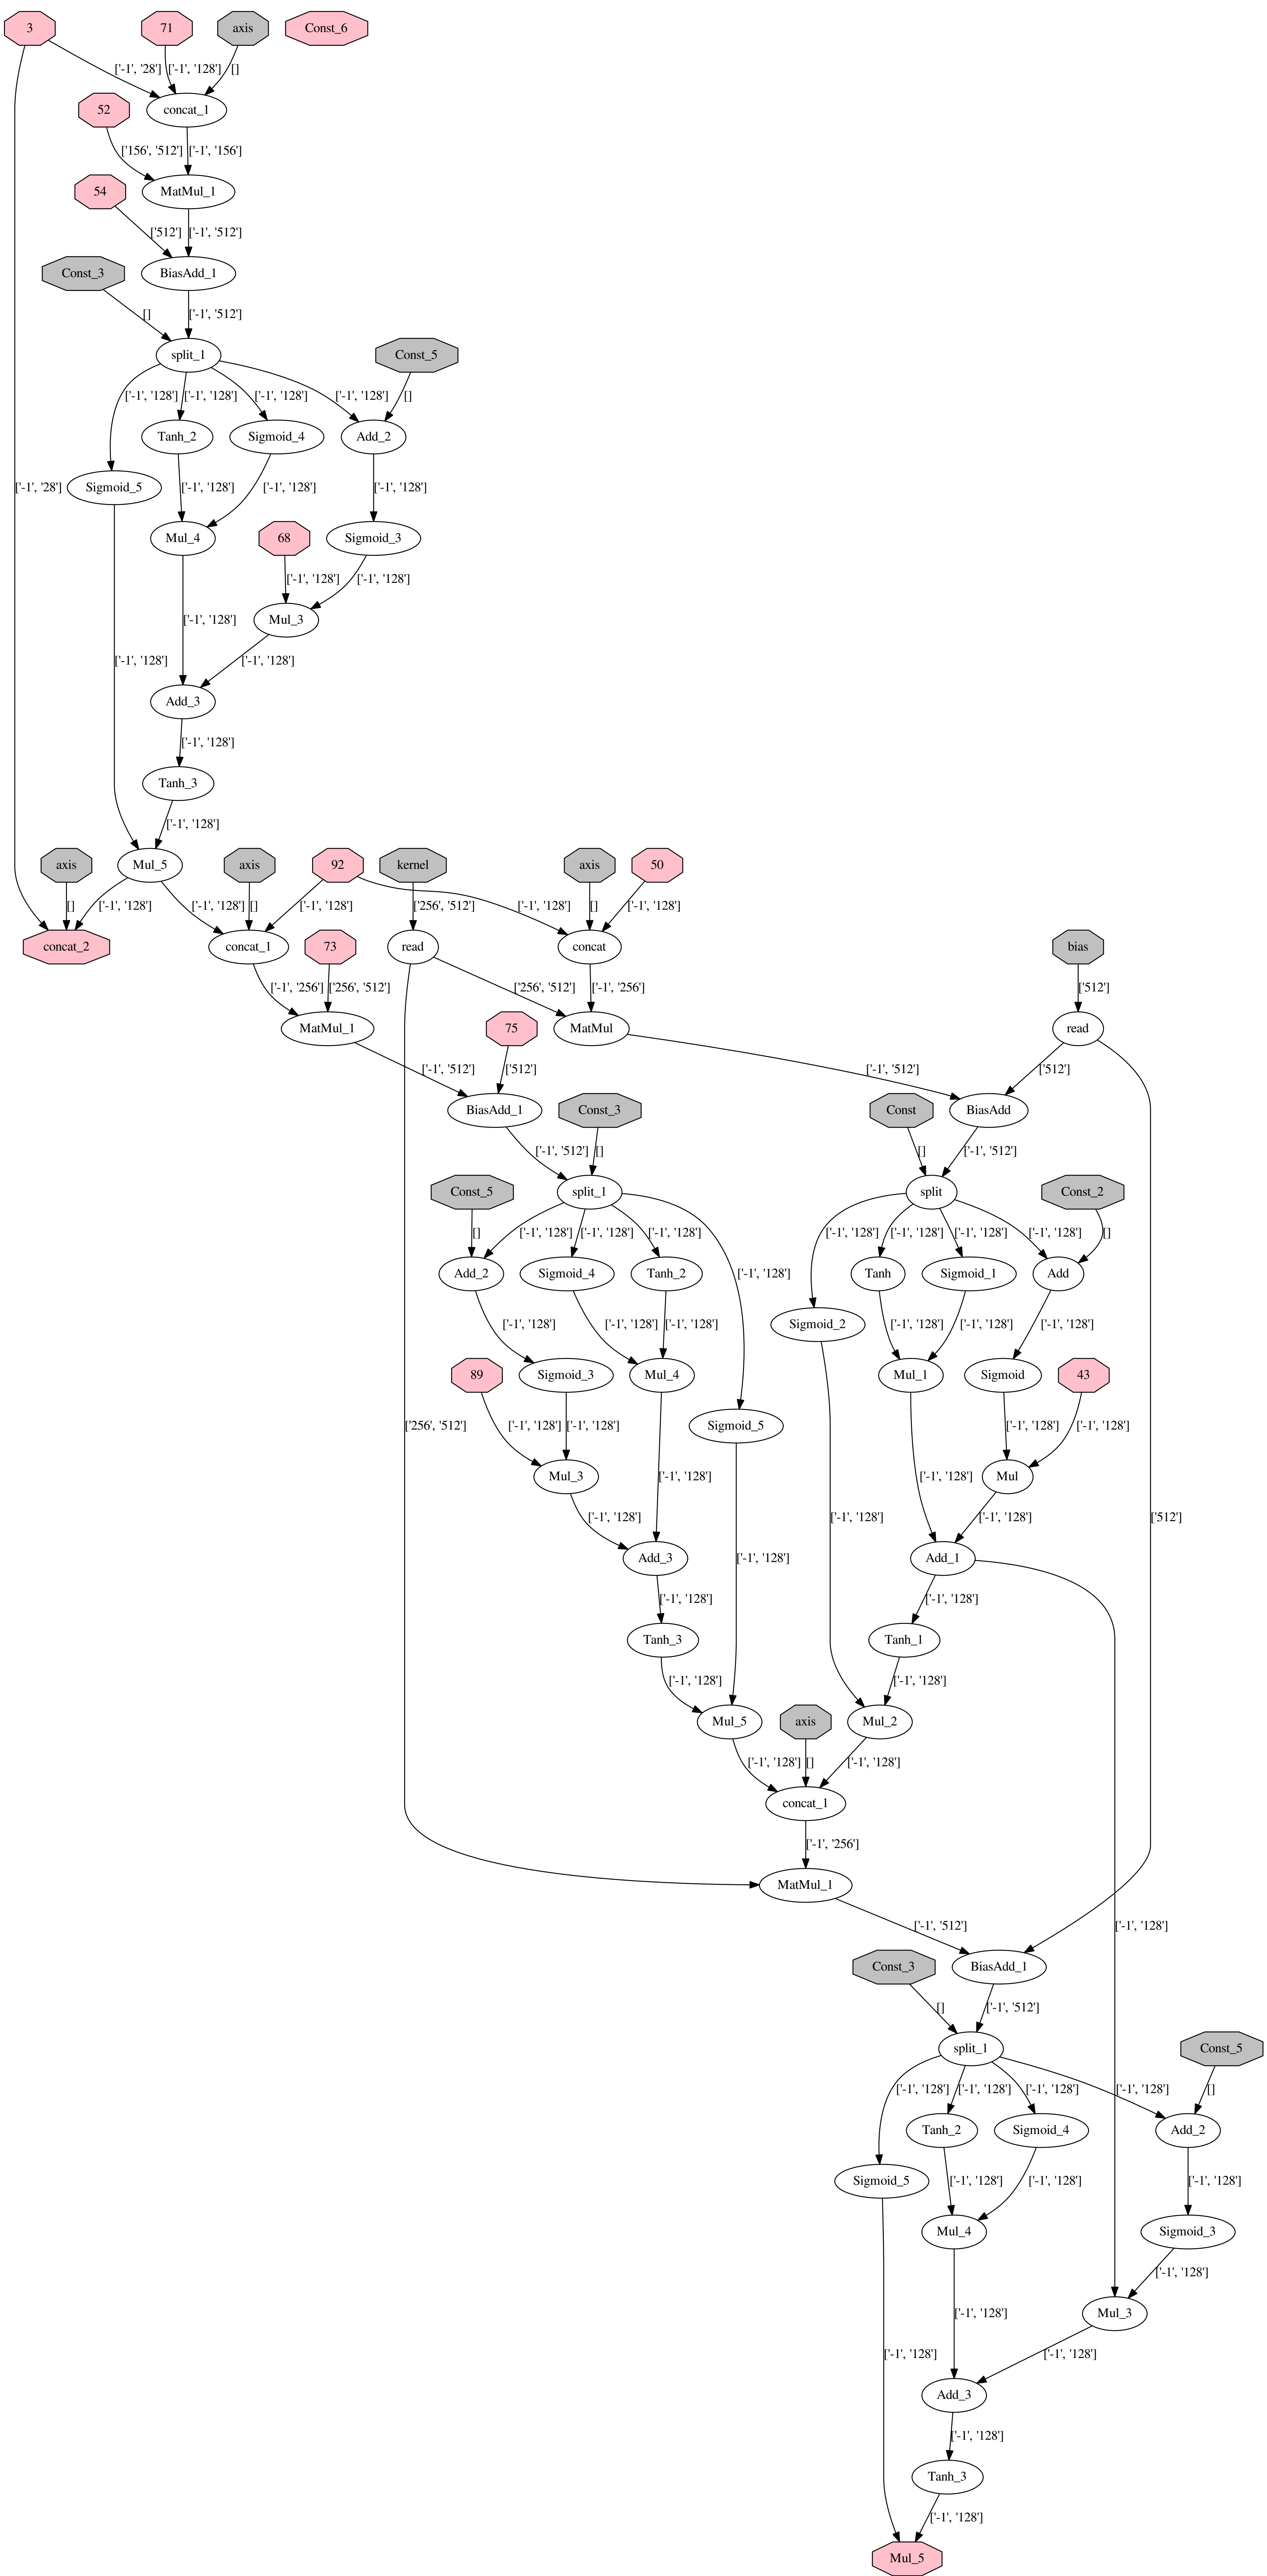 3 71 axis Const_6
['-1', '28'] ['-1', '128'] []
52 concat_1
['156', '512'] ['-1', '156']
54 MatMul_1
['512'] ['-1', '512']
Const_3 BiasAdd_1
[] ['-1', '512']
split_1 Const_5
['-1', '128'] ['-1', '128'] ['-1', '128'] ['-1', '128'] []
Tanh_2 Sigmoid_4 Add_2
['-1', '28'] Sigmoid_5 ['-1', '128'] ['-1', '128'] ['-1', '128']
Mul_4 68 Sigmoid_3
['-1', '128'] ['-1', '128']
['-1', '128'] Mul_3
['-1', '128'] ['-1', '128']
Add_3
['-1', '128']
Tanh_3
['-1', '128']
axis Mul_5 axis 92 kernel axis 50
[] ['-1', '128'] ['-1', '128'] [] ['-1', '128'] ['256', '512'] ['-1', '128'] [] ['-1', '128']
concat_2 concat_1 73 read concat bias
['-1', '256'] ['256', '512'] ['256', '512'] ['-1', '256'] ['512']
MatMul_1 75 MatMul read
['-1', '512'] ['512'] ['-1', '512'] ['512']
BiasAdd_1 Const_3 Const BiasAdd
['-1', '512'] [] [] ['-1', '512']
Const_5 split_1 split Const_2
[] ['-1', '128'] ['-1', '128'] ['-1', '128'] ['-1', '128'] ['-1', '128'] ['-1', '128'] ['-1', '128'] []
Add_2 Sigmoid_4 Tanh_2 ['-1', '128'] Tanh Sigmoid_1 Add
['-1', '128'] ['-1', '128'] ['-1', '128'] Sigmoid_2 ['-1', '128'] ['-1', '128'] ['-1', '128']
89 Sigmoid_3 Mul_4 Mul_1 Sigmoid 43
['256', '512'] ['-1', '128'] ['-1', '128'] Sigmoid_5 ['-1', '128'] ['-1', '128']
Mul_3 ['-1', '128'] ['-1', '128'] Mul
['-1', '128'] ['-1', '128'] ['-1', '128'] ['512']
Add_3 ['-1', '128'] Add_1
['-1', '128'] ['-1', '128']
Tanh_3 Tanh_1
['-1', '128'] ['-1', '128']
Mul_5 axis Mul_2
['-1', '128'] [] ['-1', '128']
concat_1
['-1', '256']
MatMul_1
['-1', '512'] ['-1', '128']
Const_3 BiasAdd_1
[] ['-1', '512']
split_1 Const_5
['-1', '128'] ['-1', '128'] ['-1', '128'] ['-1', '128'] []
Tanh_2 Sigmoid_4 Add_2
Sigmoid_5 ['-1', '128'] ['-1', '128'] ['-1', '128']
Mul_4 Sigmoid_3
['-1', '128']
['-1', '128'] Mul_3
['-1', '128'] ['-1', '128']
Add_3
['-1', '128']
Tanh_3
['-1', '128']
Mul_5